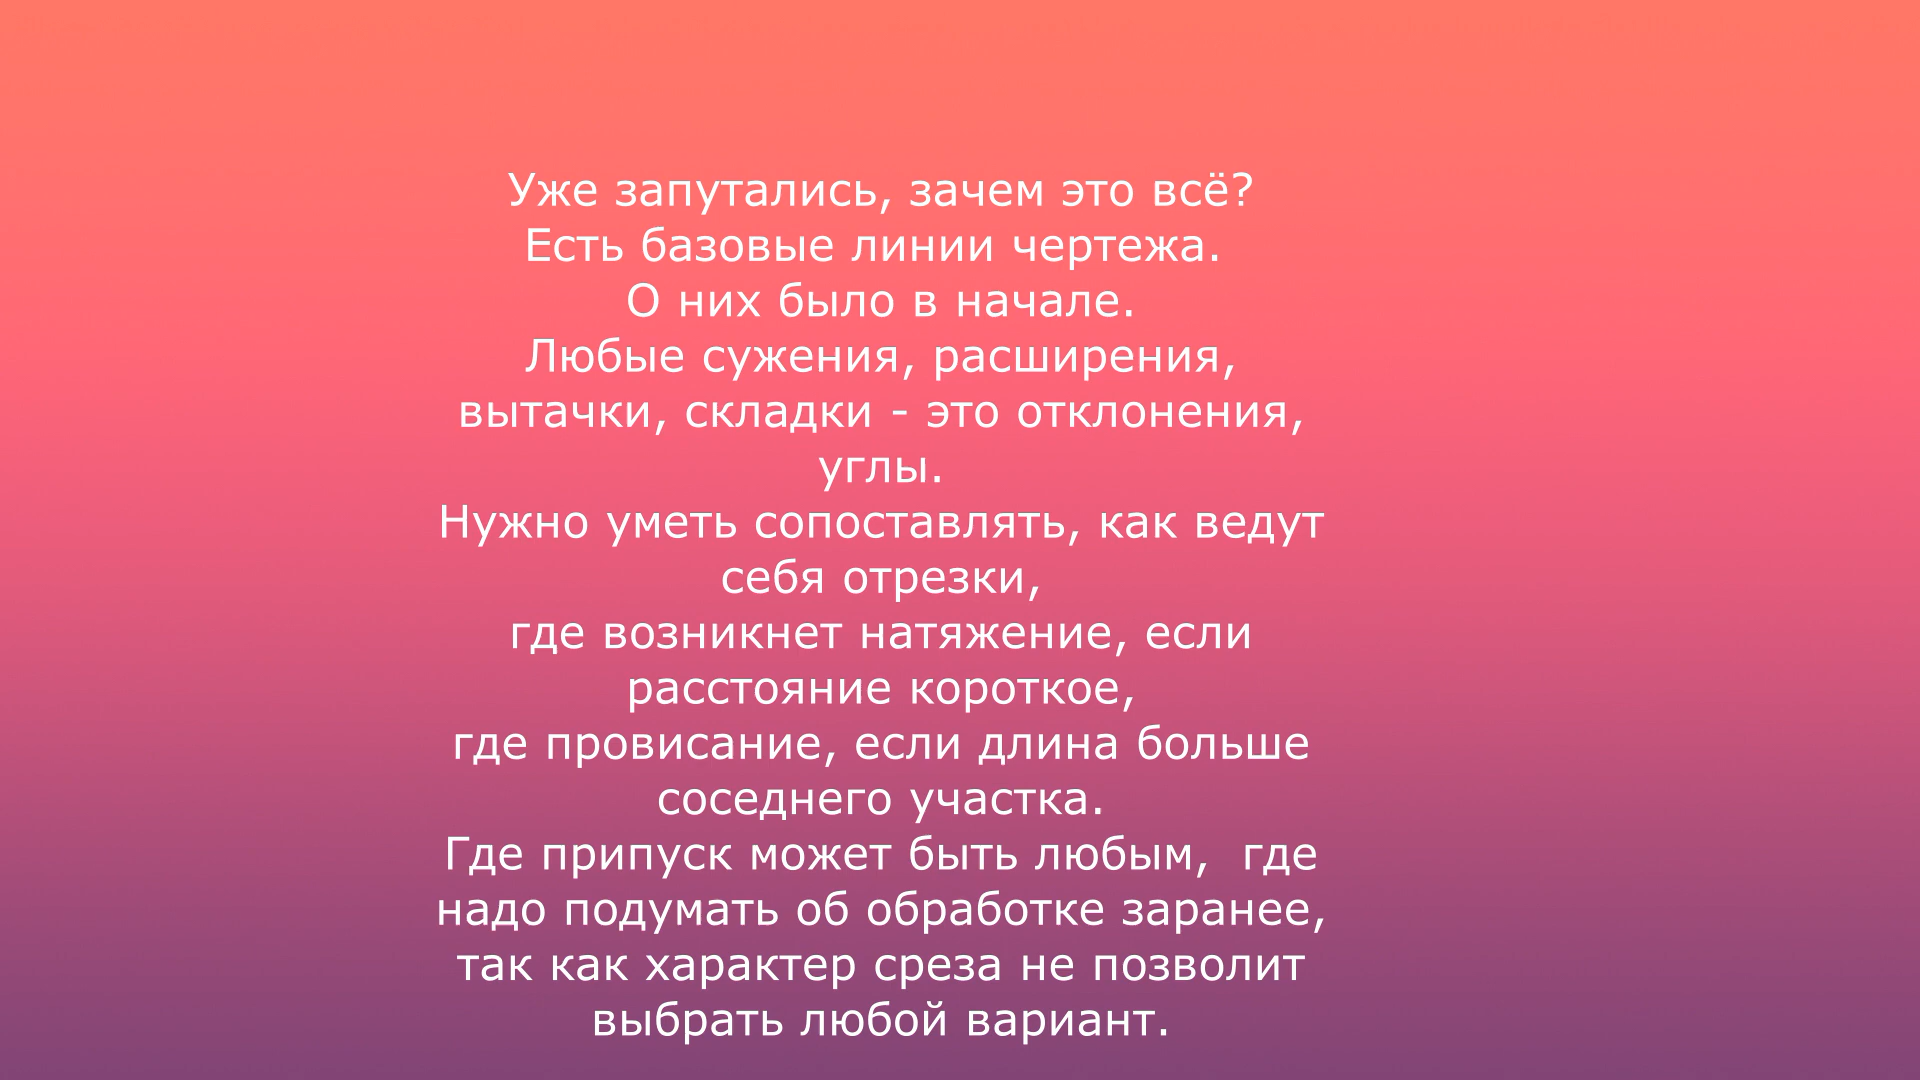 Уже запутались, зачем это всё?
Есть базовые линии чертежа.
О них было в начале.
Любые сужения, расширения,
вытачки, складки - это отклонения,
углы.
Нужно уметь сопоставлять, как ведут
себя отрезки,
где возникнет натяжение, если
расстояние короткое,
где провисание, если длина больше
соседнего участка.
Где припуск может быть любым,  где
надо подумать об обработке заранее,
так как характер среза не позволит
выбрать любой вариант.